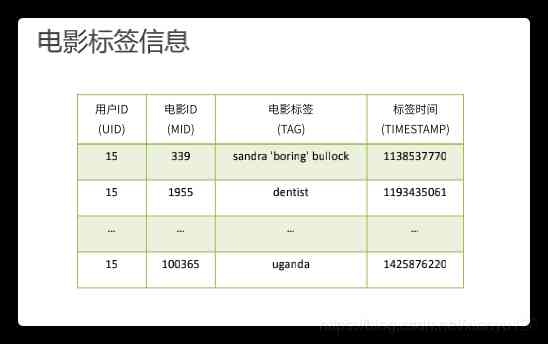 电影标签信息
用户ID 电影ID 电影标签 标签时间
(UID) (MID) (TAG) (TIMESTAMP)
15 339 sandra 'boring' bullock 1138537770
15 1955 dentist 1193435061
... ... ... ...
15 100365 uganda 1425876220